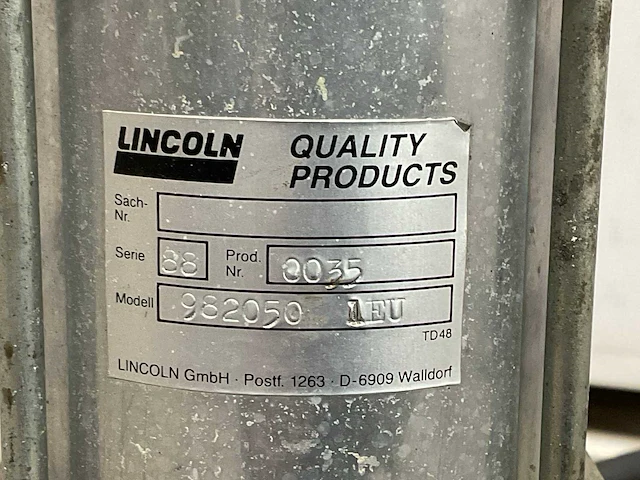 LINCOLN
QUALITY
PRODUCTS
Sach-
Nr.
Serie 88 Prod.
Nr. 0035
Modell 982050 1EU
TD48
LINCOLN GmbH · Postf. 1263 · D-6909 Walldorf